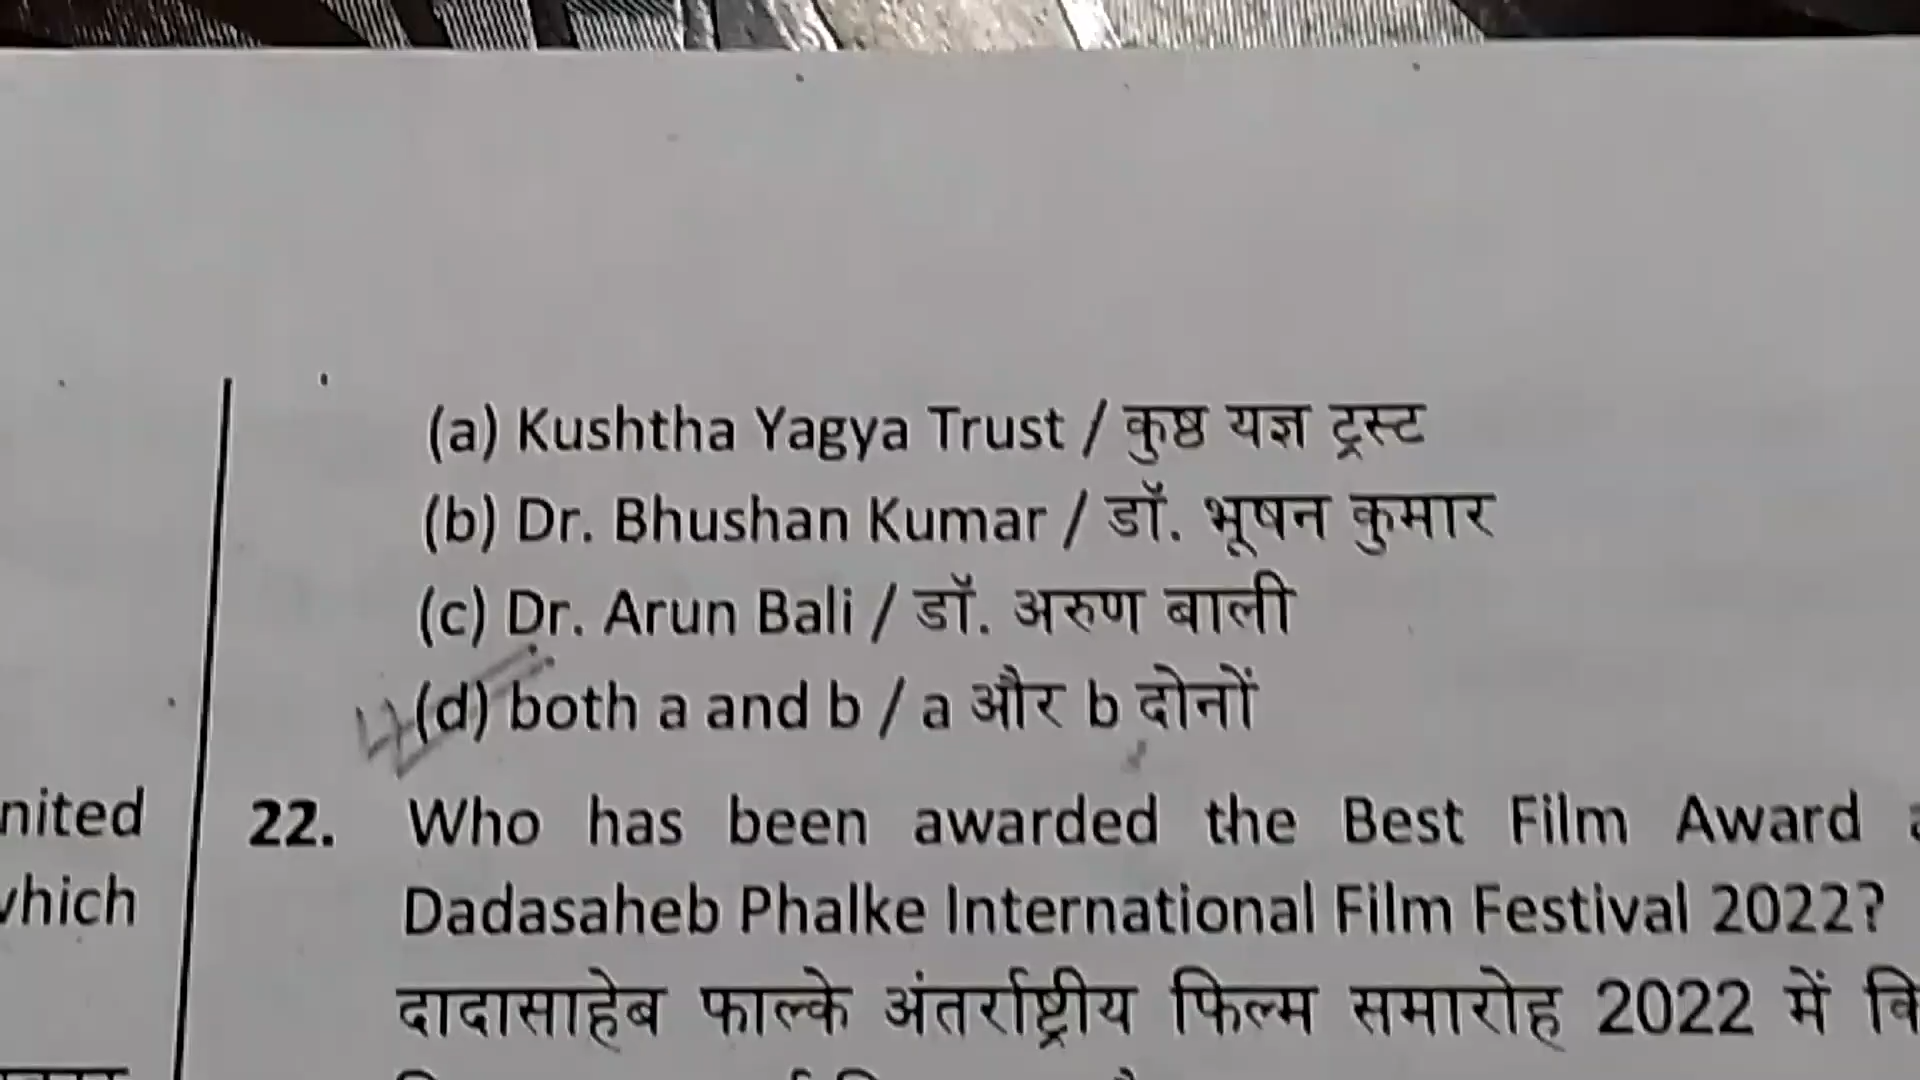 (a) Kushtha Yagya Trust / कुष्ठ यज्ञ ट्रस्ट
(b) Dr. Bhushan Kumar / डॉ. भूषन कुमार
(c) Dr. Arun Bali / डॉ. अरुण बाली
(d) both a and b / a और b दोनों
nited
which
22. Who has been awarded the Best Film Award
Dadasaheb Phalke International Film Festival 2022?
दादासाहेब फाल्के अंतर्राष्ट्रीय फिल्म समारोह 2022 में